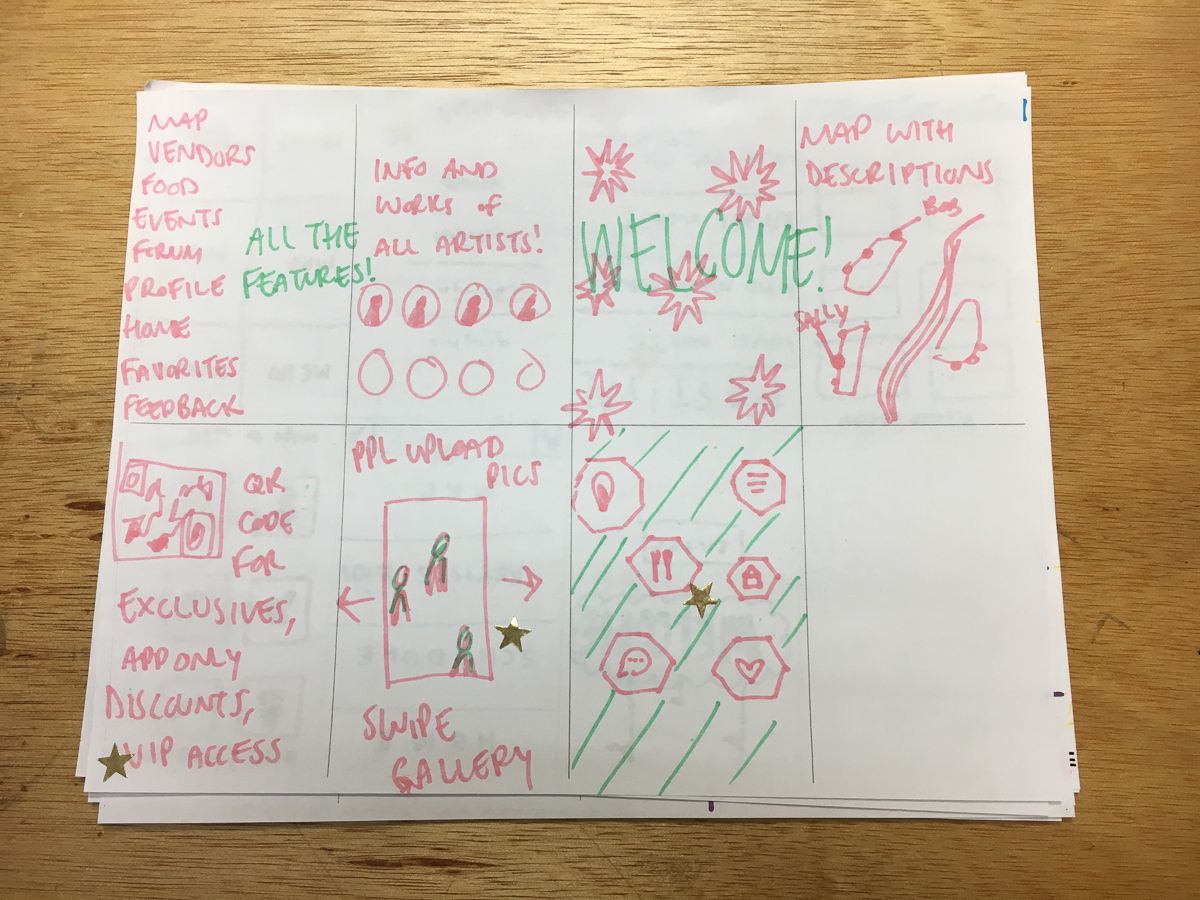 MAP
VENDORS
FOOD
EVENTS
FORUM
PROFILE
HOME
FAVORITES
FEEDBACK
ALL THE
FEATURES!
INFO AND
WORKS of
ALL ARTISTS!
WELCOME!
MAP WITH
DESCRIPTIONS
BOB
SALLY
QR
CODE
FOR
EXCLUSIVES,
APP ONLY
DISCOUNTS,
VIP ACCESS
PPL UPLOAD
PICS
SWIPE
GALLERY